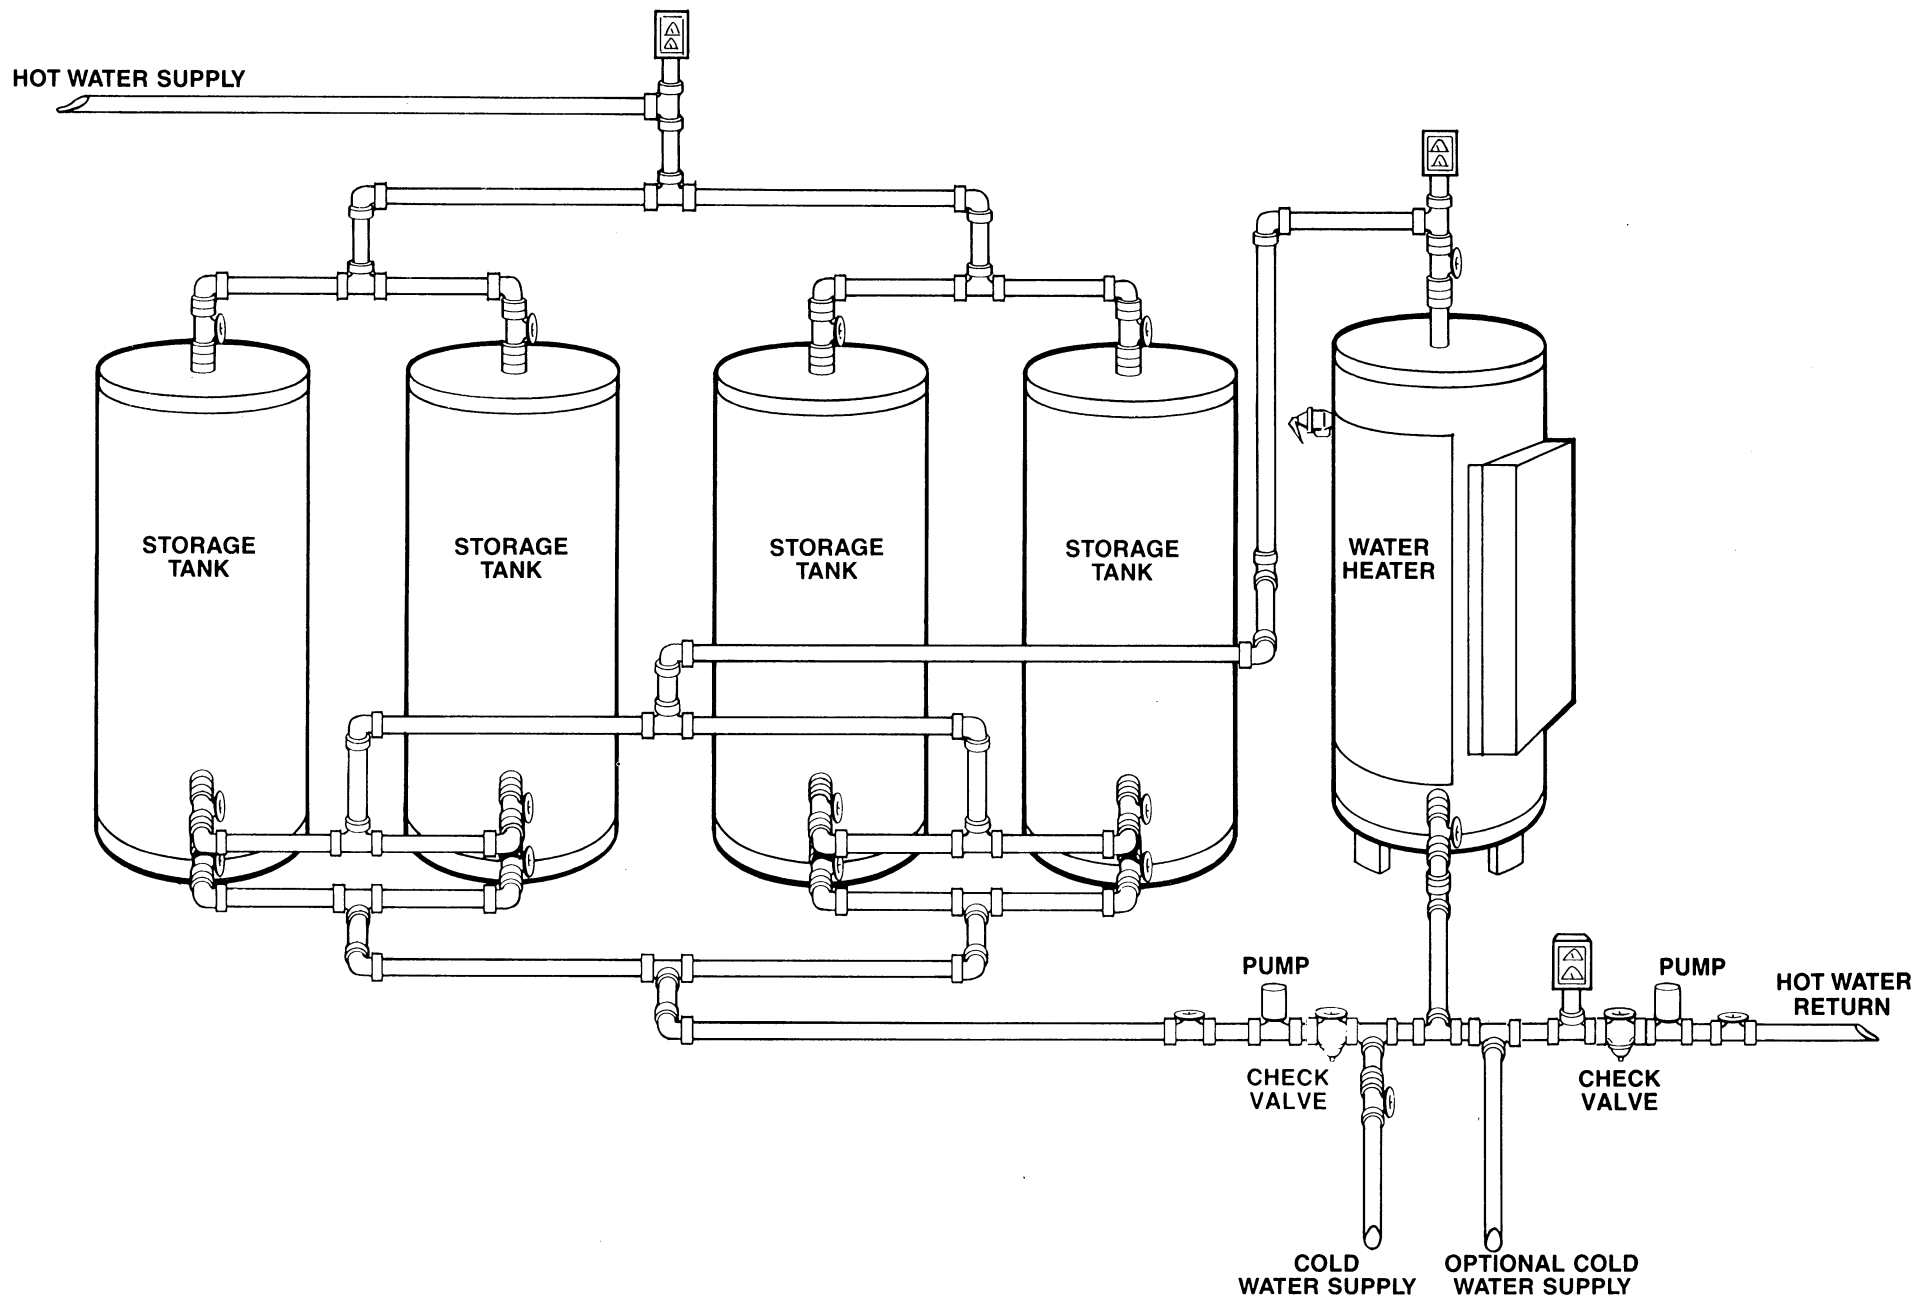 HOT WATER SUPPLY
STORAGE
TANK
STORAGE
TANK
STORAGE
TANK
STORAGE
TANK
WATER
HEATER
PUMP
PUMP
HOT WATER
RETURN
CHECK
VALVE
CHECK
VALVE
COLD
WATER SUPPLY
OPTIONAL COLD
WATER SUPPLY